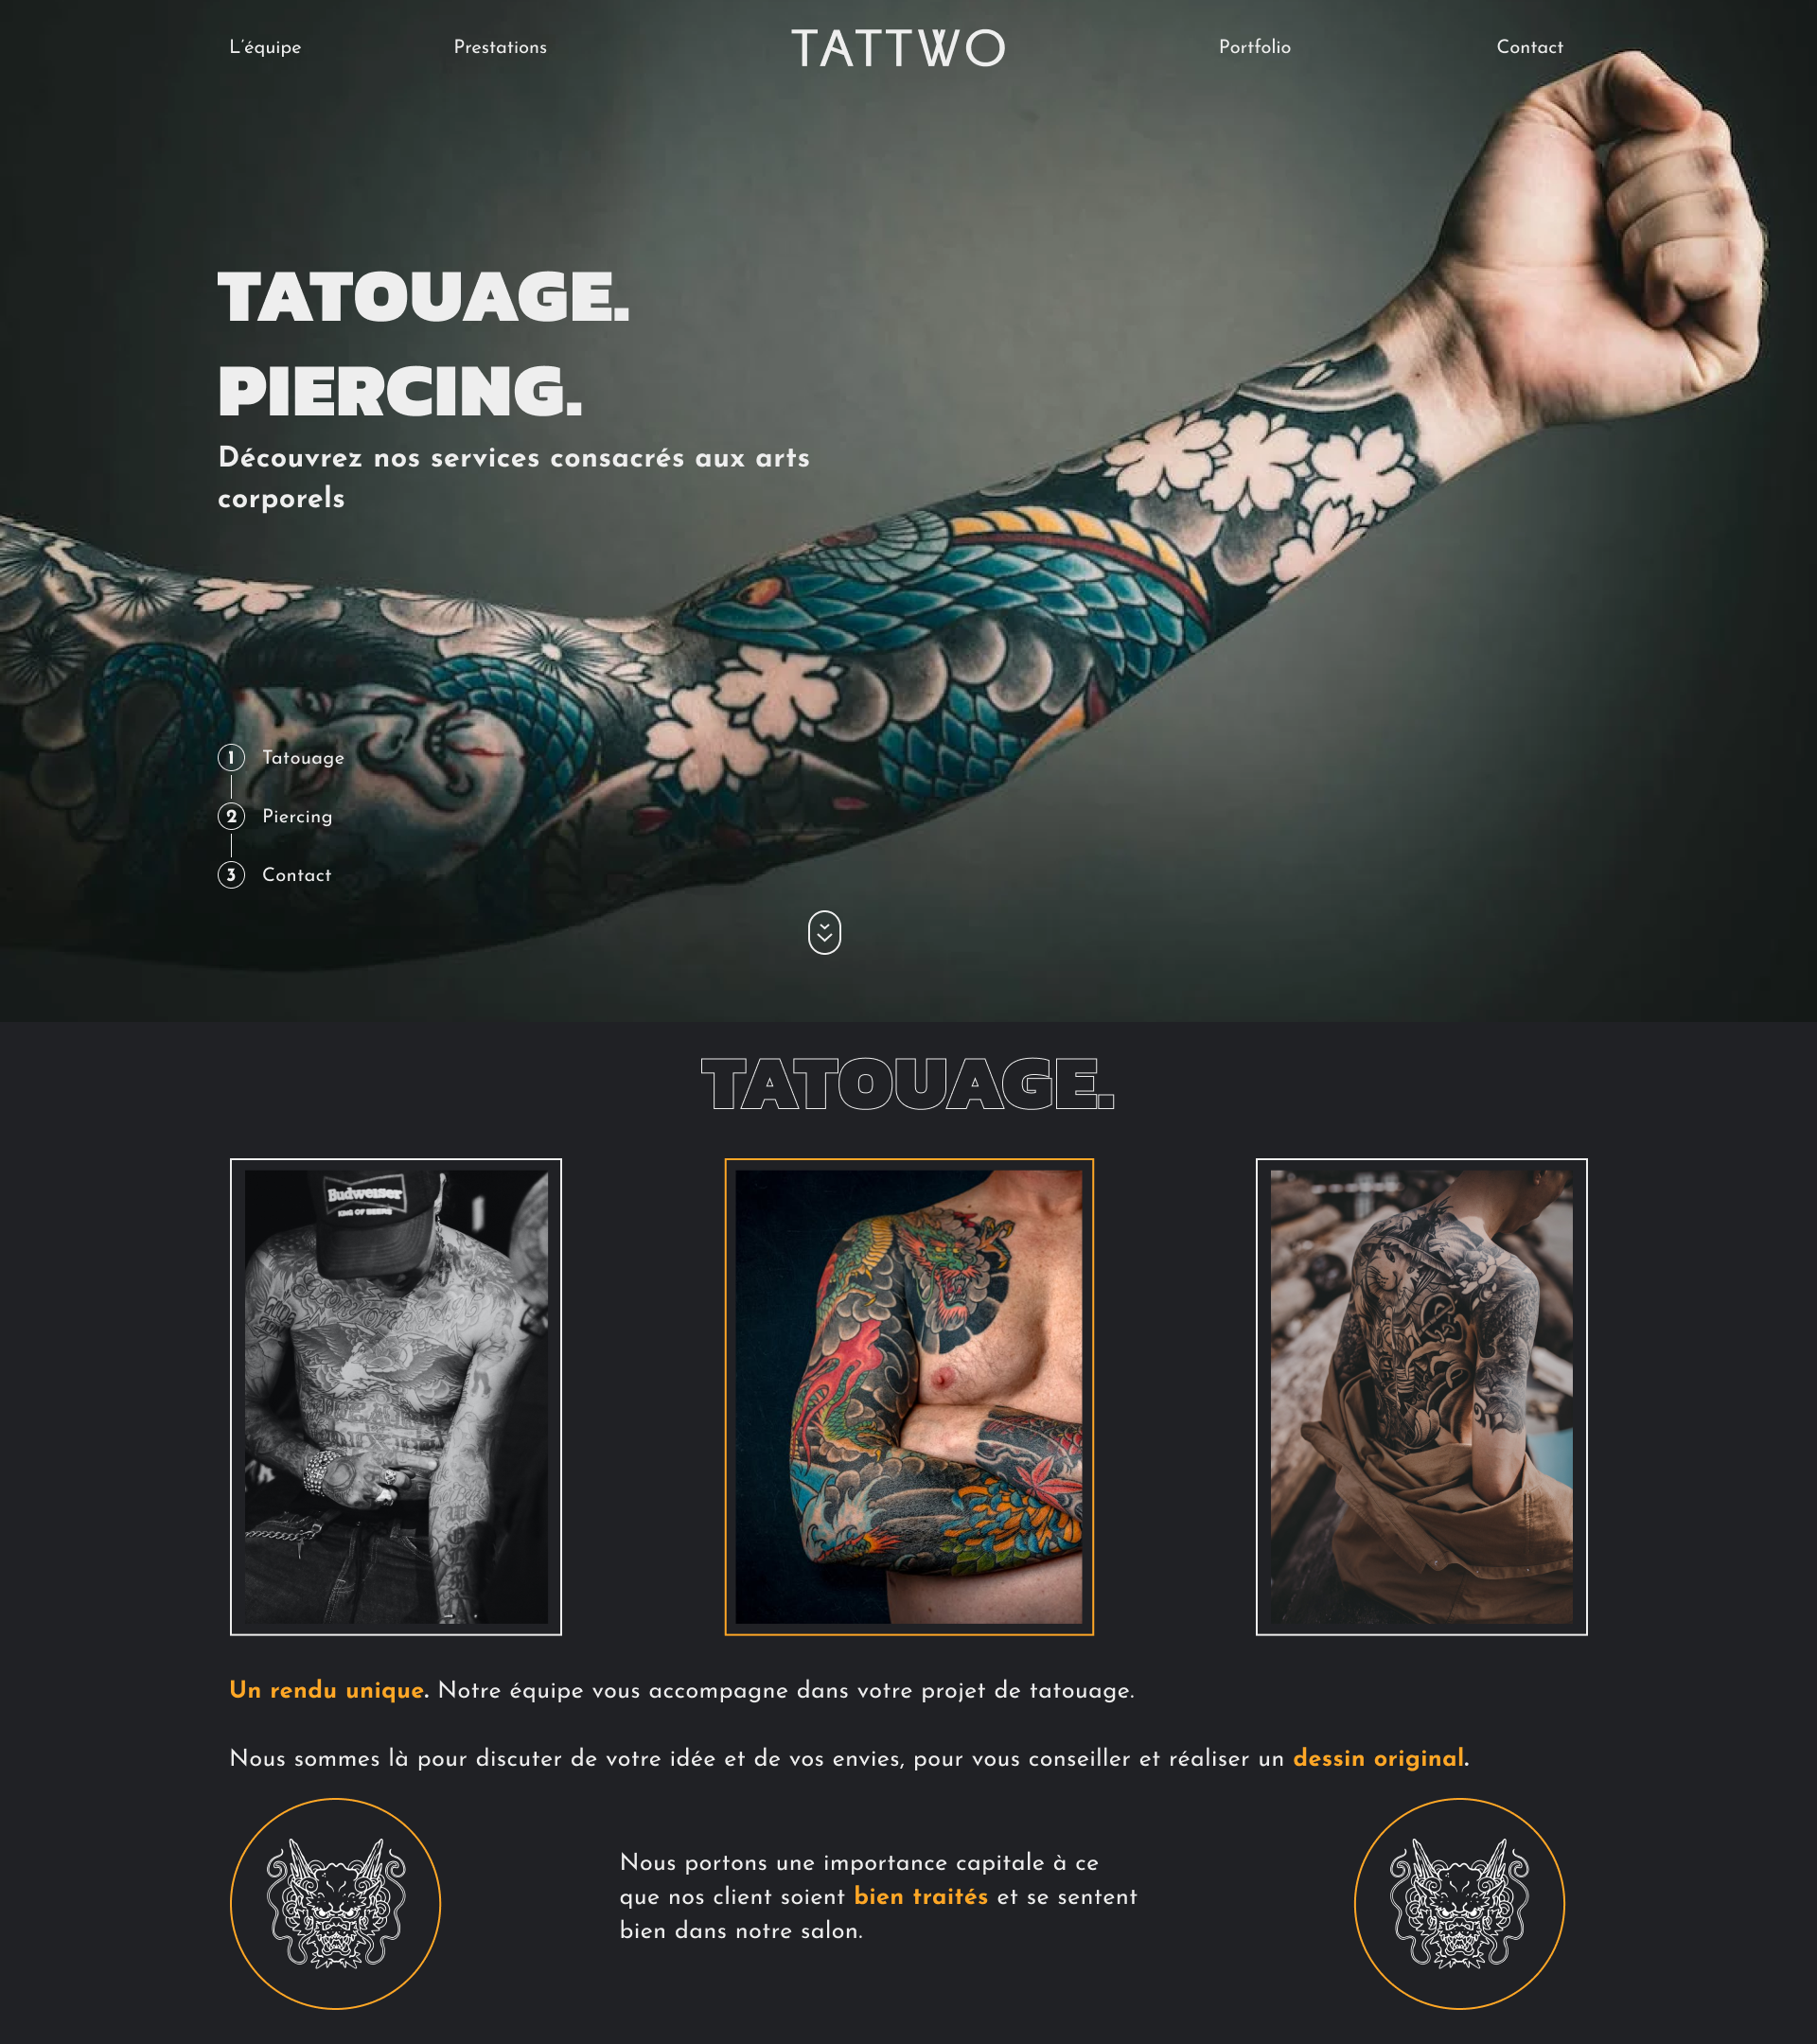 L'équipe
Prestations
TATTWO
Portfolio
Contact
TATOUAGE.
PIERCING.
Découvrez nos services consacrés aux arts
corporels
1 Tatouage
2 Piercing
3 Contact
TATOUAGE.
Budweiser
KING OF BEERS
Un rendu unique. Notre équipe vous accompagne dans votre projet de tatouage.
Nous sommes là pour discuter de votre idée et de vos envies, pour vous conseiller et réaliser un dessin original.
Nous portons une importance capitale à ce
que nos client soient bien traités et se sentent
bien dans notre salon.